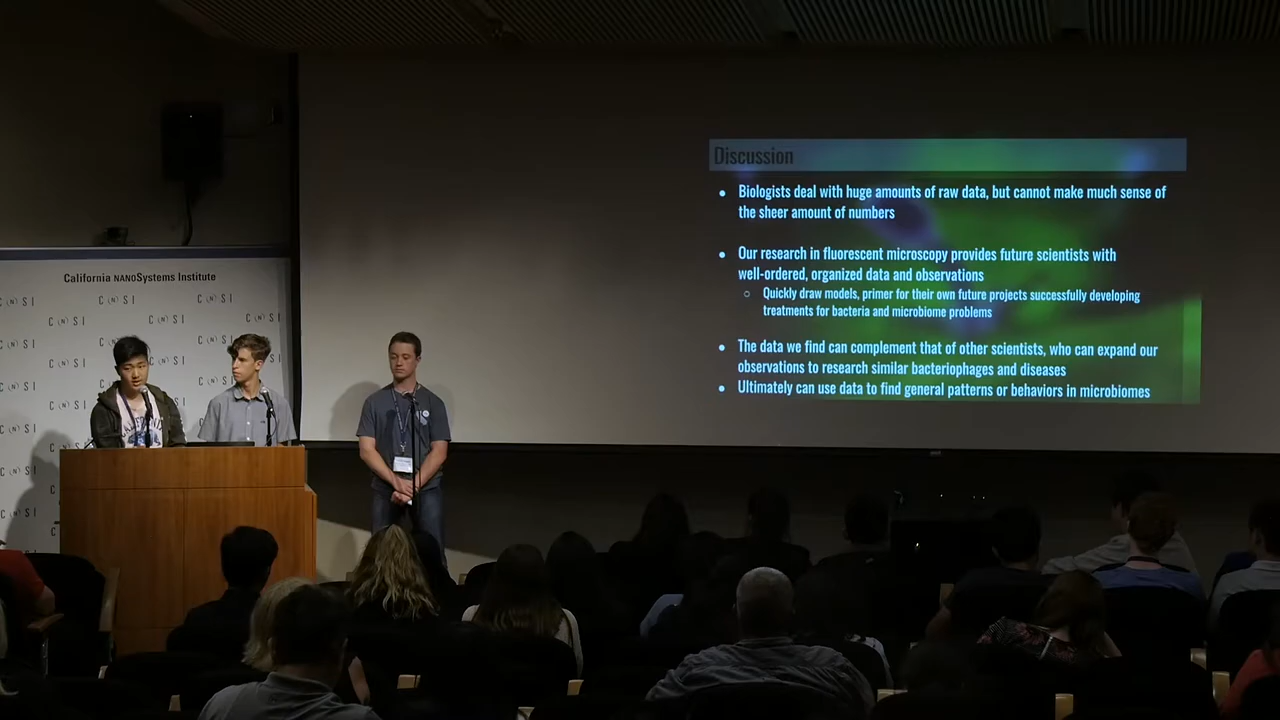 California NANOSystems Institute
C (N) S I
C (N) S I
C (N) S I
C (N) S I
C (N) S I
C (N) S I
Discussion
• Biologists deal with huge amounts of raw data, but cannot make much sense of
the sheer amount of numbers
• Our research in fluorescent microscopy provides future scientists with
well-ordered, organized data and observations
○ Quickly draw models, primer for their own future projects successfully developing
treatments for bacteria and microbiome problems
• The data we find can complement that of other scientists, who can expand our
observations to research similar bacteriophages and diseases
• Ultimately can use data to find general patterns or behaviors in microbiomes